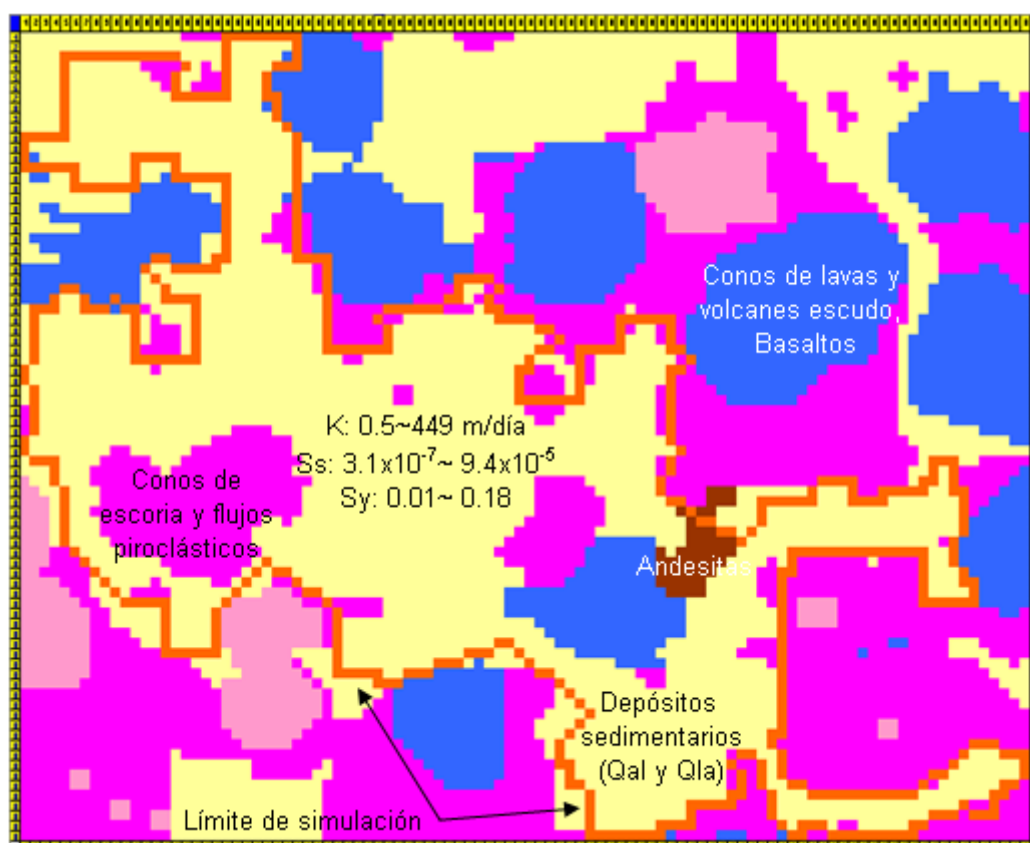 Conos de lavas y
volcanes escudo,
Basaltos
K: 0.5~449 m/día
Ss: 3.1x10⁻⁷~ 9.4x10⁻⁵
Sy: 0.01~ 0.18
Conos de
escoria y flujos
piroclásticos
Andesitas
Depósitos
sedimentarios
(Qal y Qla)
Límite de simulación